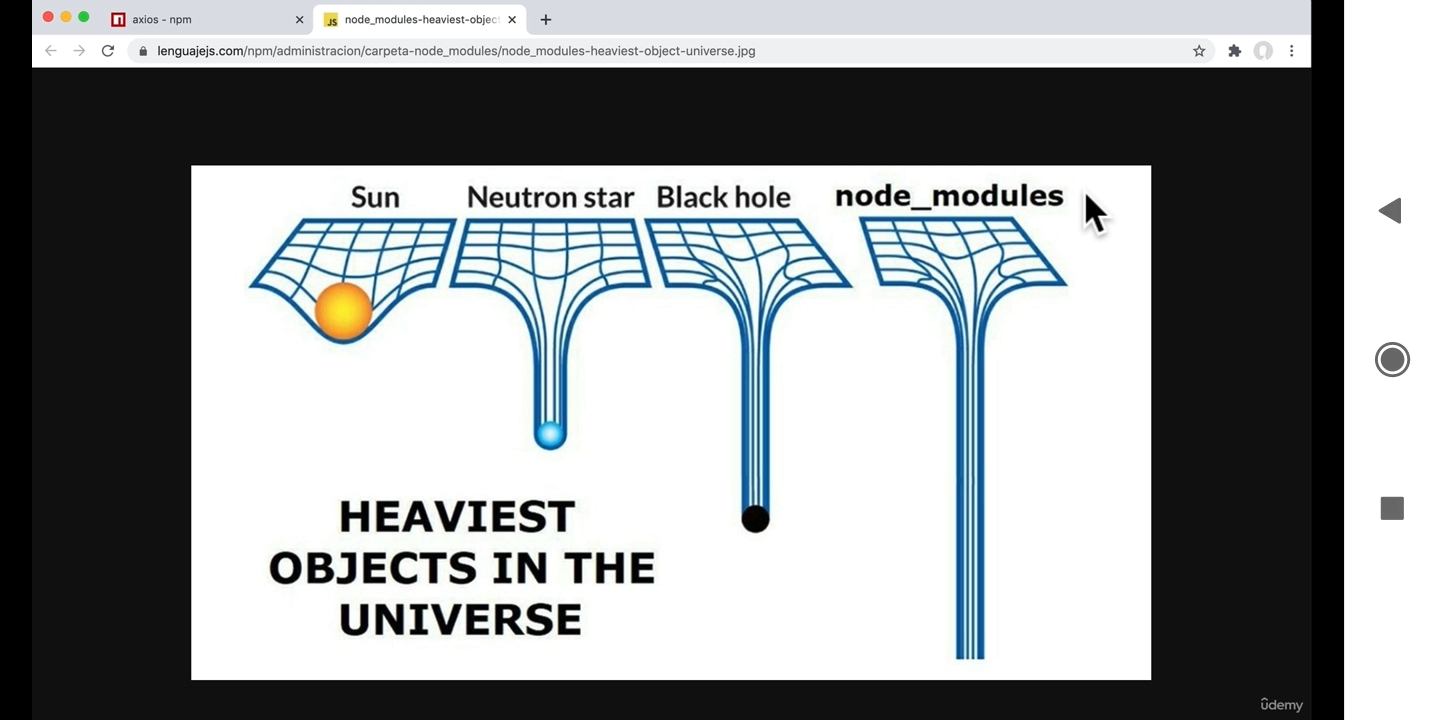 axios - npm
node_modules-heaviest-object
lenguajejs.com/npm/administracion/carpeta-node_modules/node_modules-heaviest-object-universe.jpg
Sun
Neutron star
Black hole
node_modules
HEAVIEST
OBJECTS IN THE
UNIVERSE
ûdemy